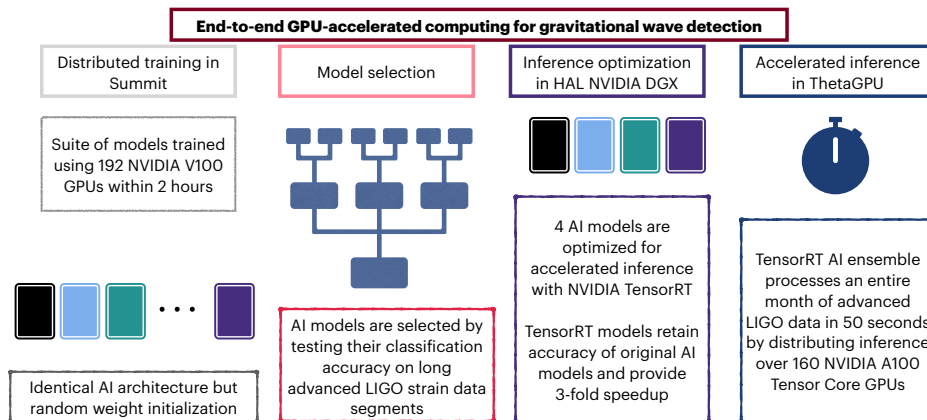 End-to-end GPU-accelerated computing for gravitational wave detection
Distributed training in
Summit
Suite of models trained
using 192 NVIDIA V100
GPUs within 2 hours
Identical AI architecture but
random weight initialization
Model selection
AI models are selected by
testing their classification
accuracy on long
advanced LIGO strain data
segments
Inference optimization
in HAL NVIDIA DGX
4 AI models are
optimized for
accelerated inference
with NVIDIA TensorRT
TensorRT models retain
accuracy of original AI
models and provide
3-fold speedup
Accelerated inference
in ThetaGPU
TensorRT AI ensemble
processes an entire
month of advanced
LIGO data in 50 seconds
by distributing inference
over 160 NVIDIA A100
Tensor Core GPUs